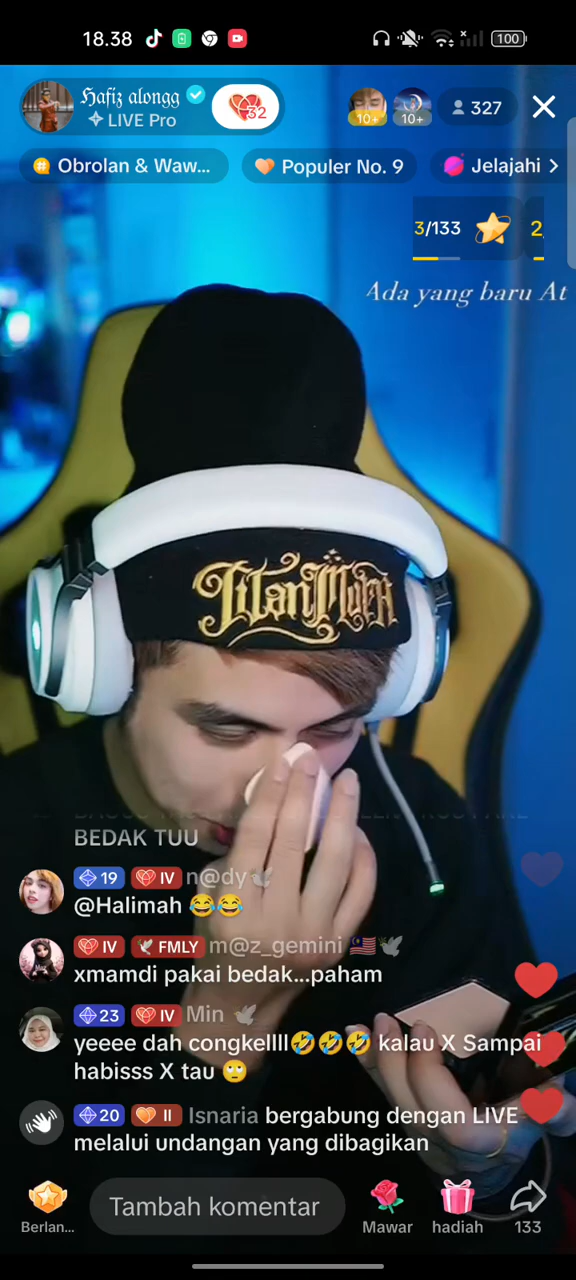 18.38
100
Hafiz alongg
LIVE Pro
32
10+
10+
327
Obrolan & Waw...
Populer No. 9
Jelajahi
3/133
2
Ada yang baru At
TitanMuka
BEDAK TUU
19 IV n@dy
@Halimah 😂😂
IV FMLY m@z_gemini 🇲🇾🕊
xmamdi pakai bedak...paham
23 IV Min 🕊
yeeee dah congkellll🤣🤣🤣 kalau X Sampai
habisss X tau 🙄
20 II Isnaria bergabung dengan LIVE
melalui undangan yang dibagikan
Berlan...
Tambah komentar
Mawar
hadiah
133